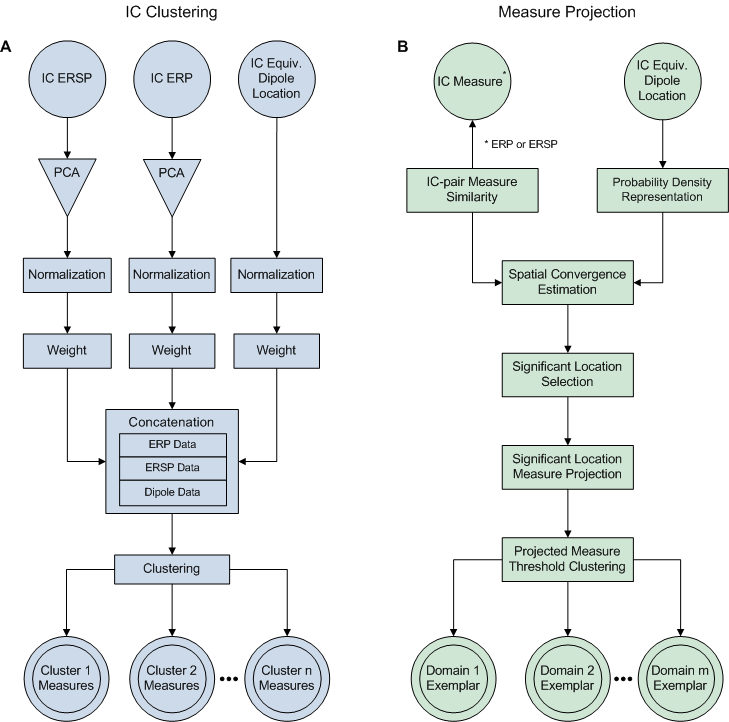 IC Clustering
A
IC ERSP
IC ERP
IC Equiv.
Dipole
Location
PCA
PCA
Normalization
Normalization
Normalization
Weight
Weight
Weight
Concatenation
ERP Data
ERSP Data
Dipole Data
Clustering
Cluster 1
Measures
Cluster 2
Measures
•••
Cluster n
Measures
Measure Projection
B
IC Measure*
IC Equiv.
Dipole
Location
* ERP or ERSP
IC-pair Measure
Similarity
Probability Density
Representation
Spatial Convergence
Estimation
Significant Location
Selection
Significant Location
Measure Projection
Projected Measure
Threshold Clustering
Domain 1
Exemplar
Domain 2
Exemplar
•••
Domain m
Exemplar